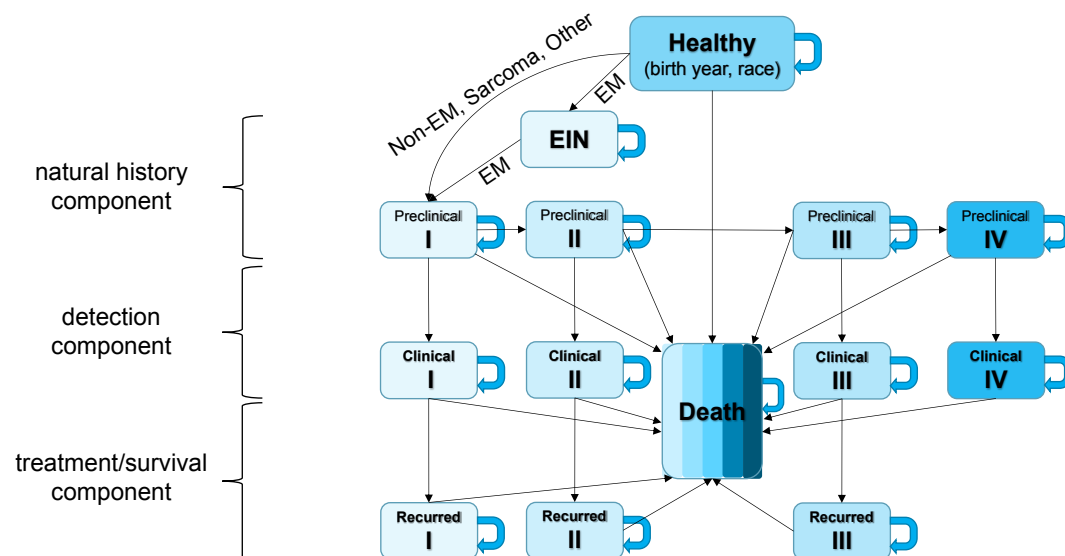 Healthy
(birth year, race)
Non-EM, Sarcoma, Other
EM
EIN
EM
natural history
component
Preclinical
I
Preclinical
II
Preclinical
III
Preclinical
IV
detection
component
Clinical
I
Clinical
II
Clinical
III
Clinical
IV
Death
treatment/survival
component
Recurred
I
Recurred
II
Recurred
III